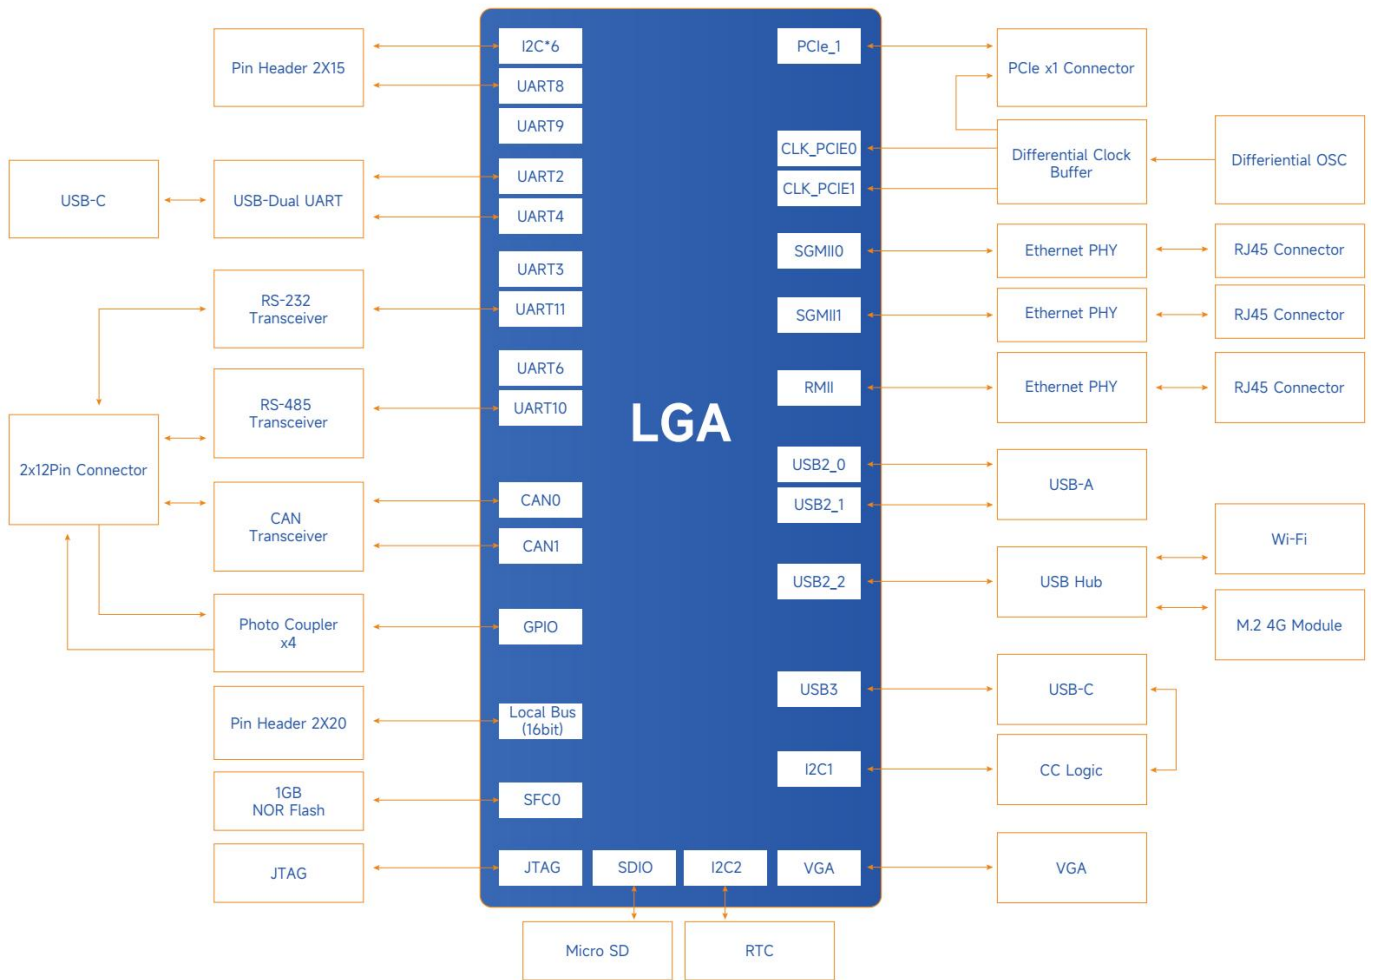 Pin Header 2X15
I2C*6
UART8
UART9
USB-C
USB-Dual UART
UART2
UART4
RS-232
Transceiver
UART3
UART11
RS-485
Transceiver
UART6
UART10
2x12Pin Connector
CAN
Transceiver
CAN0
CAN1
Photo Coupler
x4
GPIO
Pin Header 2X20
Local Bus
(16bit)
1GB
NOR Flash
SFC0
JTAG
JTAG
SDIO
I2C2
VGA
Micro SD
RTC
LGA
PCIe_1
PCIe x1 Connector
CLK_PCIE0
CLK_PCIE1
Differential Clock
Buffer
Differiential OSC
SGMII0
Ethernet PHY
RJ45 Connector
SGMII1
Ethernet PHY
RJ45 Connector
RMII
Ethernet PHY
RJ45 Connector
USB2_0
USB2_1
USB-A
USB2_2
USB Hub
Wi-Fi
M.2 4G Module
USB3
USB-C
I2C1
CC Logic
VGA